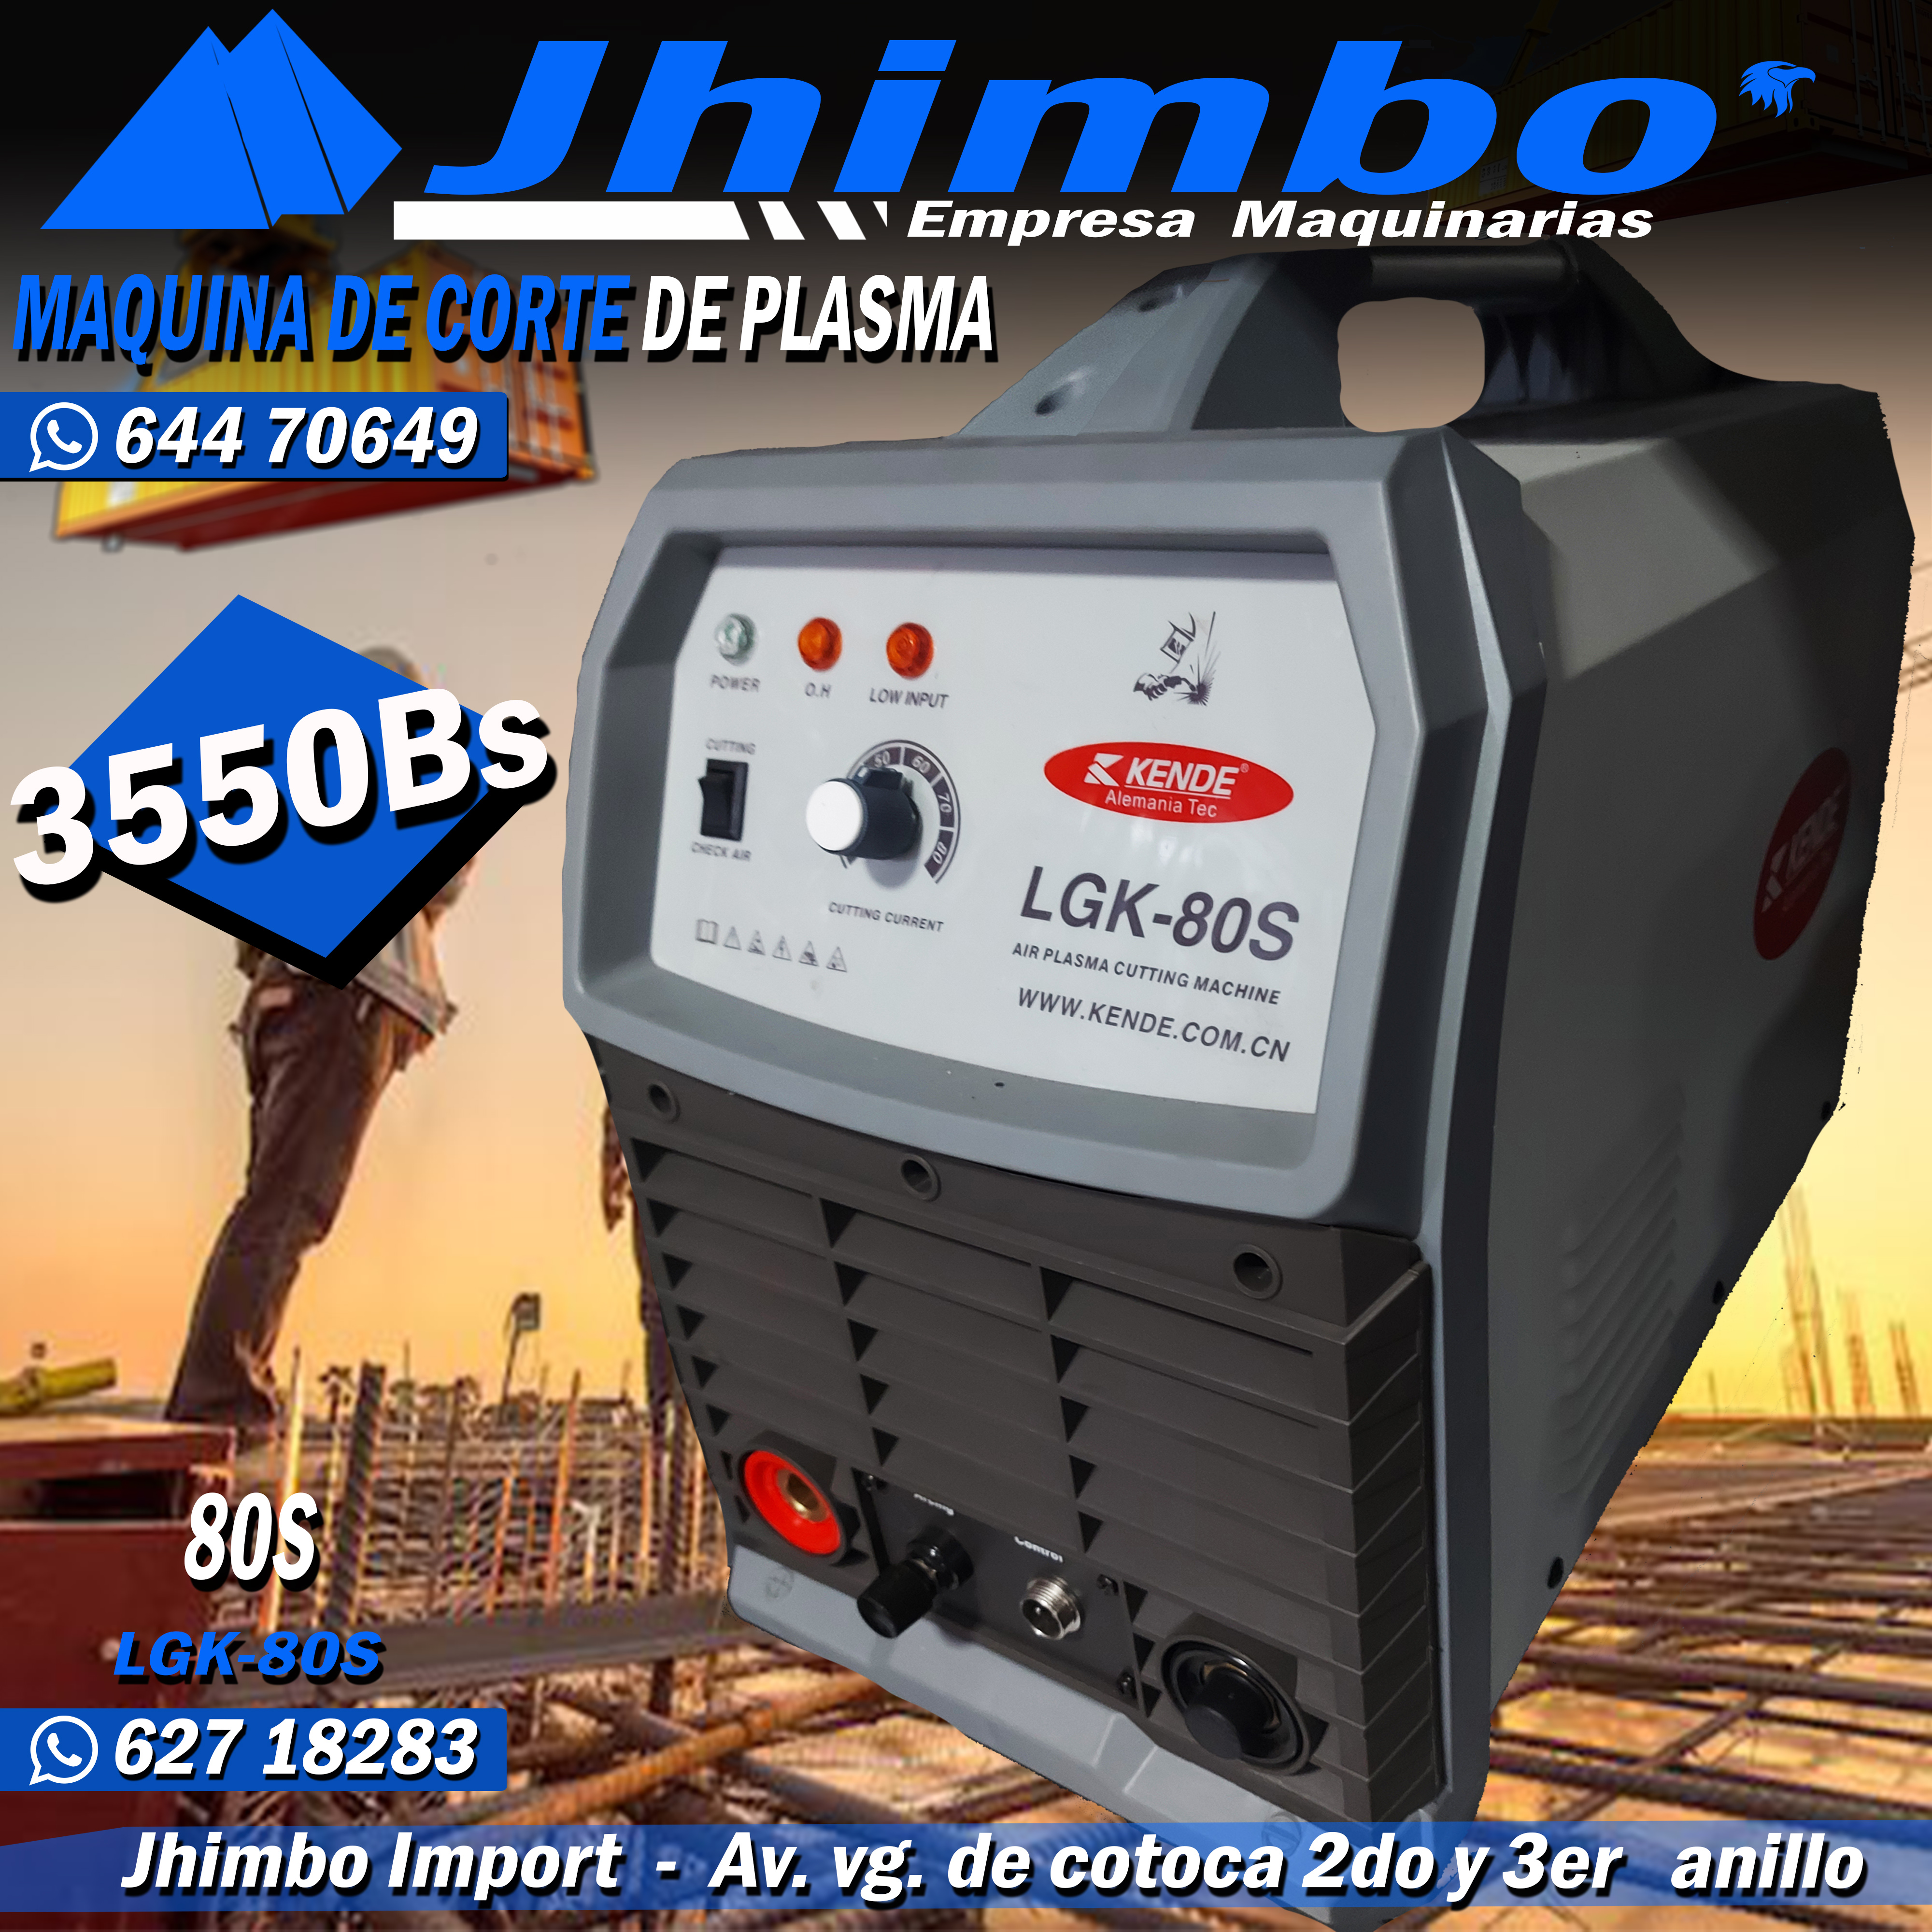 Jhimbo
Empresa Maquinarias
MAQUINA DE CORTE DE PLASMA
644 70649
3550Bs
POWER
O.H
LOW INPUT
CUTTING
CHECK AIR
60
70
80
CUTTING CURRENT
KENDE®
Alemania Tec
LGK-80S
AIR PLASMA CUTTING MACHINE
WWW.KENDE.COM.CN
KENDE
Control
80S
LGK-80S
627 18283
Jhimbo Import - Av. vg. de cotoca 2do y 3er anillo